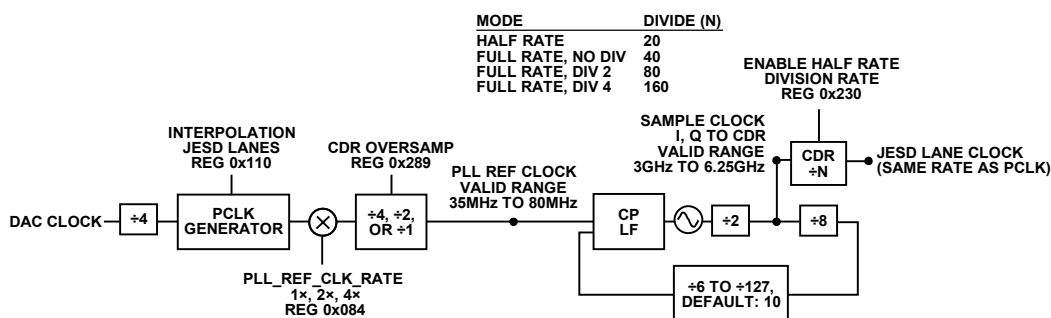 MODE DIVIDE (N)
HALF RATE 20
FULL RATE, NO DIV 40
FULL RATE, DIV 2 80
FULL RATE, DIV 4 160
ENABLE HALF RATE
DIVISION RATE
REG 0x230
INTERPOLATION
JESD LANES
REG 0x110
CDR OVERSAMP
REG 0x289
PLL REF CLOCK
VALID RANGE
35MHz TO 80MHz
SAMPLE CLOCK
I, Q TO CDR
VALID RANGE
3GHz TO 6.25GHz
CDR
÷N
JESD LANE CLOCK
(SAME RATE AS PCLK)
DAC CLOCK
÷4
PCLK
GENERATOR
÷4, ÷2,
OR ÷1
CP
LF
÷2
÷8
PLL_REF_CLK_RATE
1×, 2×, 4×
REG 0x084
÷6 TO ÷127,
DEFAULT: 10